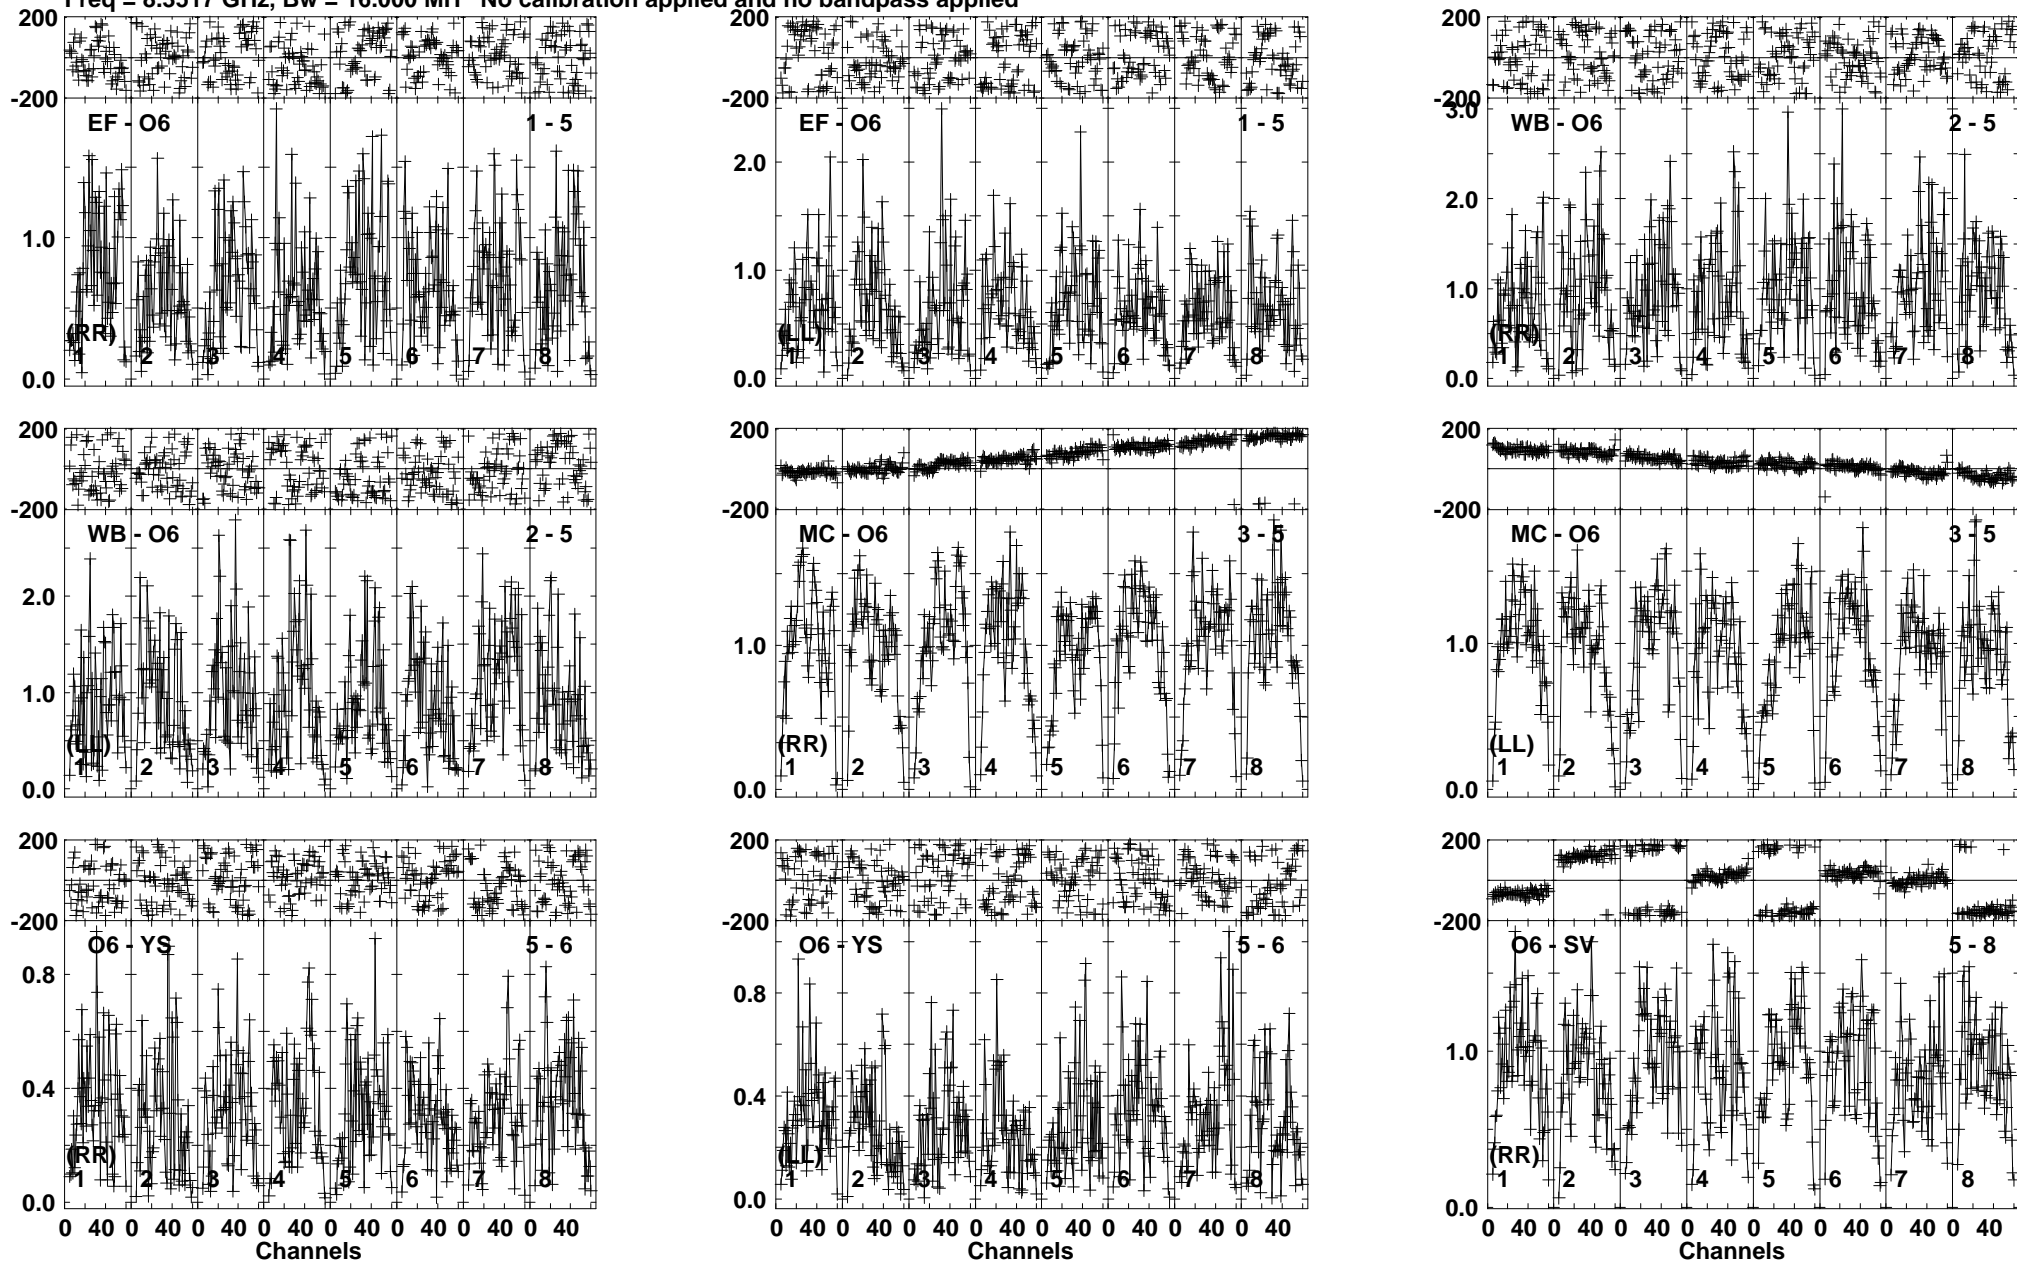 Freq = 8.3517 GHz, Bw = 16.000 MH No calibration applied and no bandpass applied
200 200 200
-200 -200 -200
EF - O6 1 - 5 EF - O6 1 - 5 WB - O6 2 - 5
3.0
2.0 2.0
1.0 1.0 1.0
(RR) (LL) (RR)
1 2 3 4 5 6 7 8 1 2 3 4 5 6 7 8 1 2 3 4 5 6 7 8
0.0 0.0 0.0
200 200 200
-200 -200 -200
WB - O6 2 - 5 MC - O6 3 - 5 MC - O6 3 - 5
2.0
1.0 1.0 1.0
(LL) (RR) (LL)
1 2 3 4 5 6 7 8 1 2 3 4 5 6 7 8 1 2 3 4 5 6 7 8
0.0 0.0 0.0
200 200 200
-200 -200 -200
O6 - YS 5 - 6 O6 - YS 5 - 6 O6 - SV 5 - 8
0.8 0.8
1.0
0.4 0.4
(RR) (LL) (RR)
1 2 3 4 5 6 7 8 1 2 3 4 5 6 7 8 1 2 3 4 5 6 7 8
0.0 0.0 0.0
0 40 0 40 0 40 0 40 0 40 0 40 0 40 0 40 0 40 0 40 0 40 0 40 0 40 0 40 0 40 0 40 0 40 0 40 0 40 0 40 0 40 0 40 0 40 0 40
Channels Channels Channels